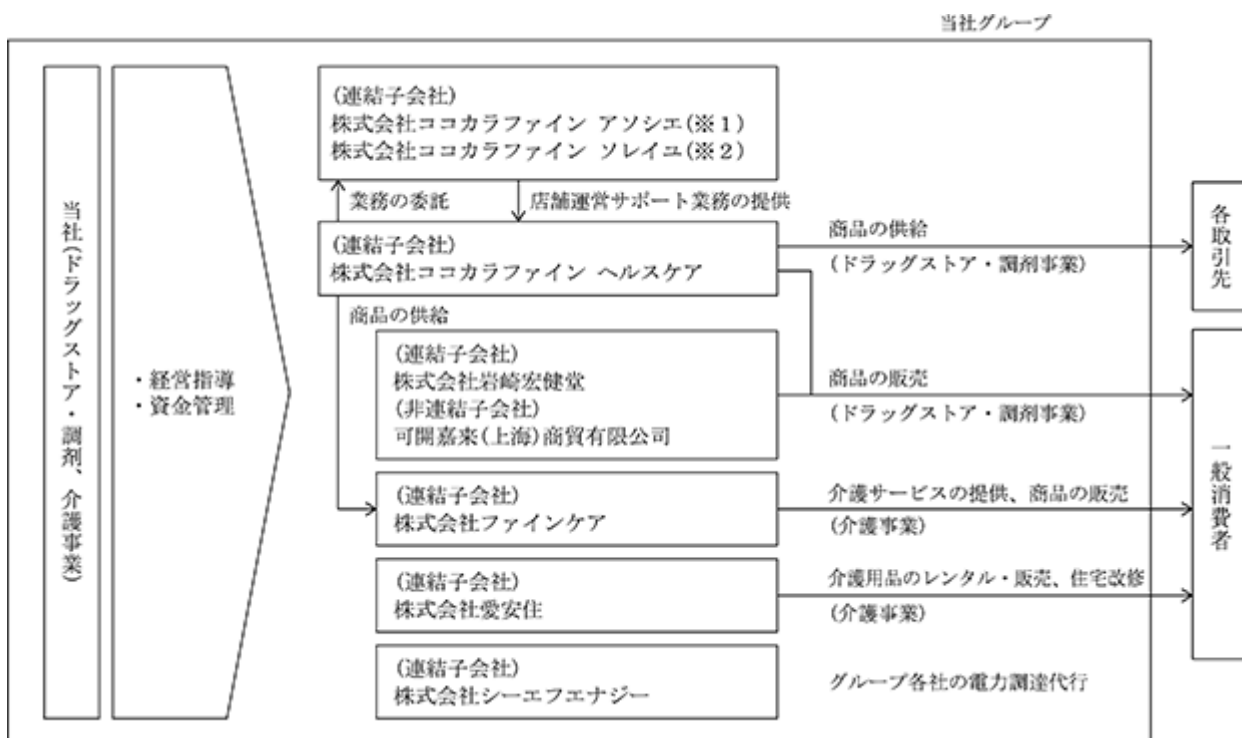 当社グループ
当社(ドラッグストア・調剤、介護事業)
・経営指導
・資金管理
(連結子会社)
株式会社ココカラファイン アソシエ(※1)
株式会社ココカラファイン ソレイユ(※2)
業務の委託
店舗運営サポート業務の提供
(連結子会社)
株式会社ココカラファイン ヘルスケア
商品の供給
(ドラッグストア・調剤事業)
各取引先
商品の供給
(連結子会社)
株式会社岩崎宏健堂
(非連結子会社)
可開嘉来(上海)商貿有限公司
商品の販売
(ドラッグストア・調剤事業)
一般消費者
(連結子会社)
株式会社ファインケア
介護サービスの提供、商品の販売
(介護事業)
(連結子会社)
株式会社愛安住
介護用品のレンタル・販売、住宅改修
(介護事業)
(連結子会社)
株式会社シーエフエナジー
グループ各社の電力調達代行